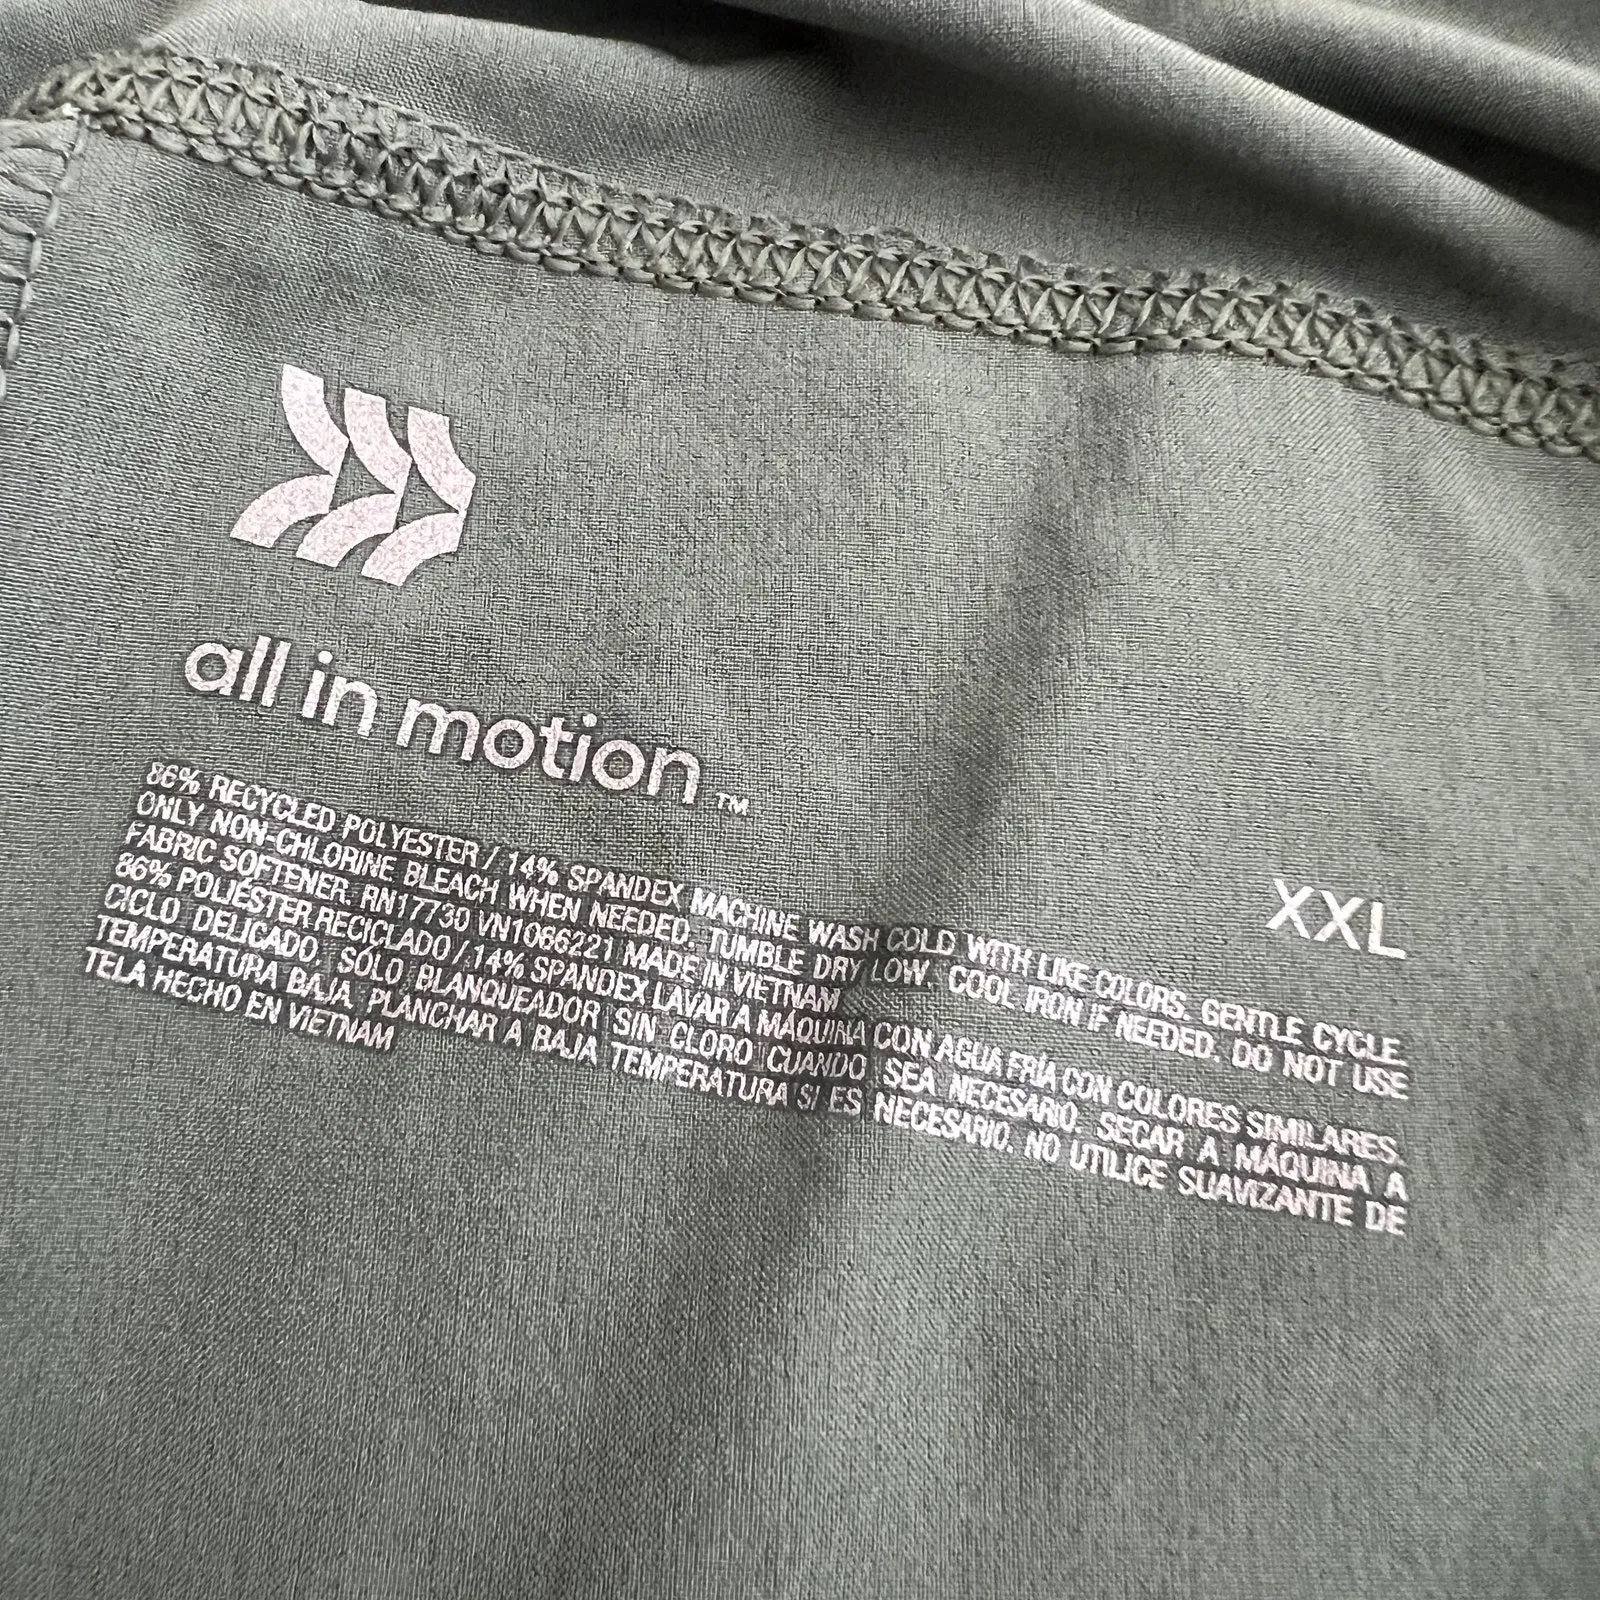 all in motion™
XXL
86% RECYCLED POLYESTER / 14% SPANDEX MACHINE WASH COLD WITH LIKE COLORS. GENTLE CYCLE.
ONLY NON-CHLORINE BLEACH WHEN NEEDED. TUMBLE DRY LOW. COOL IRON IF NEEDED. DO NOT USE
FABRIC SOFTENER. RN17730 VN1066221 MADE IN VIETNAM
86% POLIÉSTER RECICLADO / 14% SPANDEX LAVAR A MÁQUINA CON AGUA FRÍA CON COLORES SIMILARES.
CICLO DELICADO. SÓLO BLANQUEADOR SIN CLORO CUANDO SEA NECESARIO. SECAR A MÁQUINA A
TEMPERATURA BAJA. PLANCHAR A BAJA TEMPERATURA SI ES NECESARIO. NO UTILICE SUAVIZANTE DE
TELA HECHO EN VIETNAM